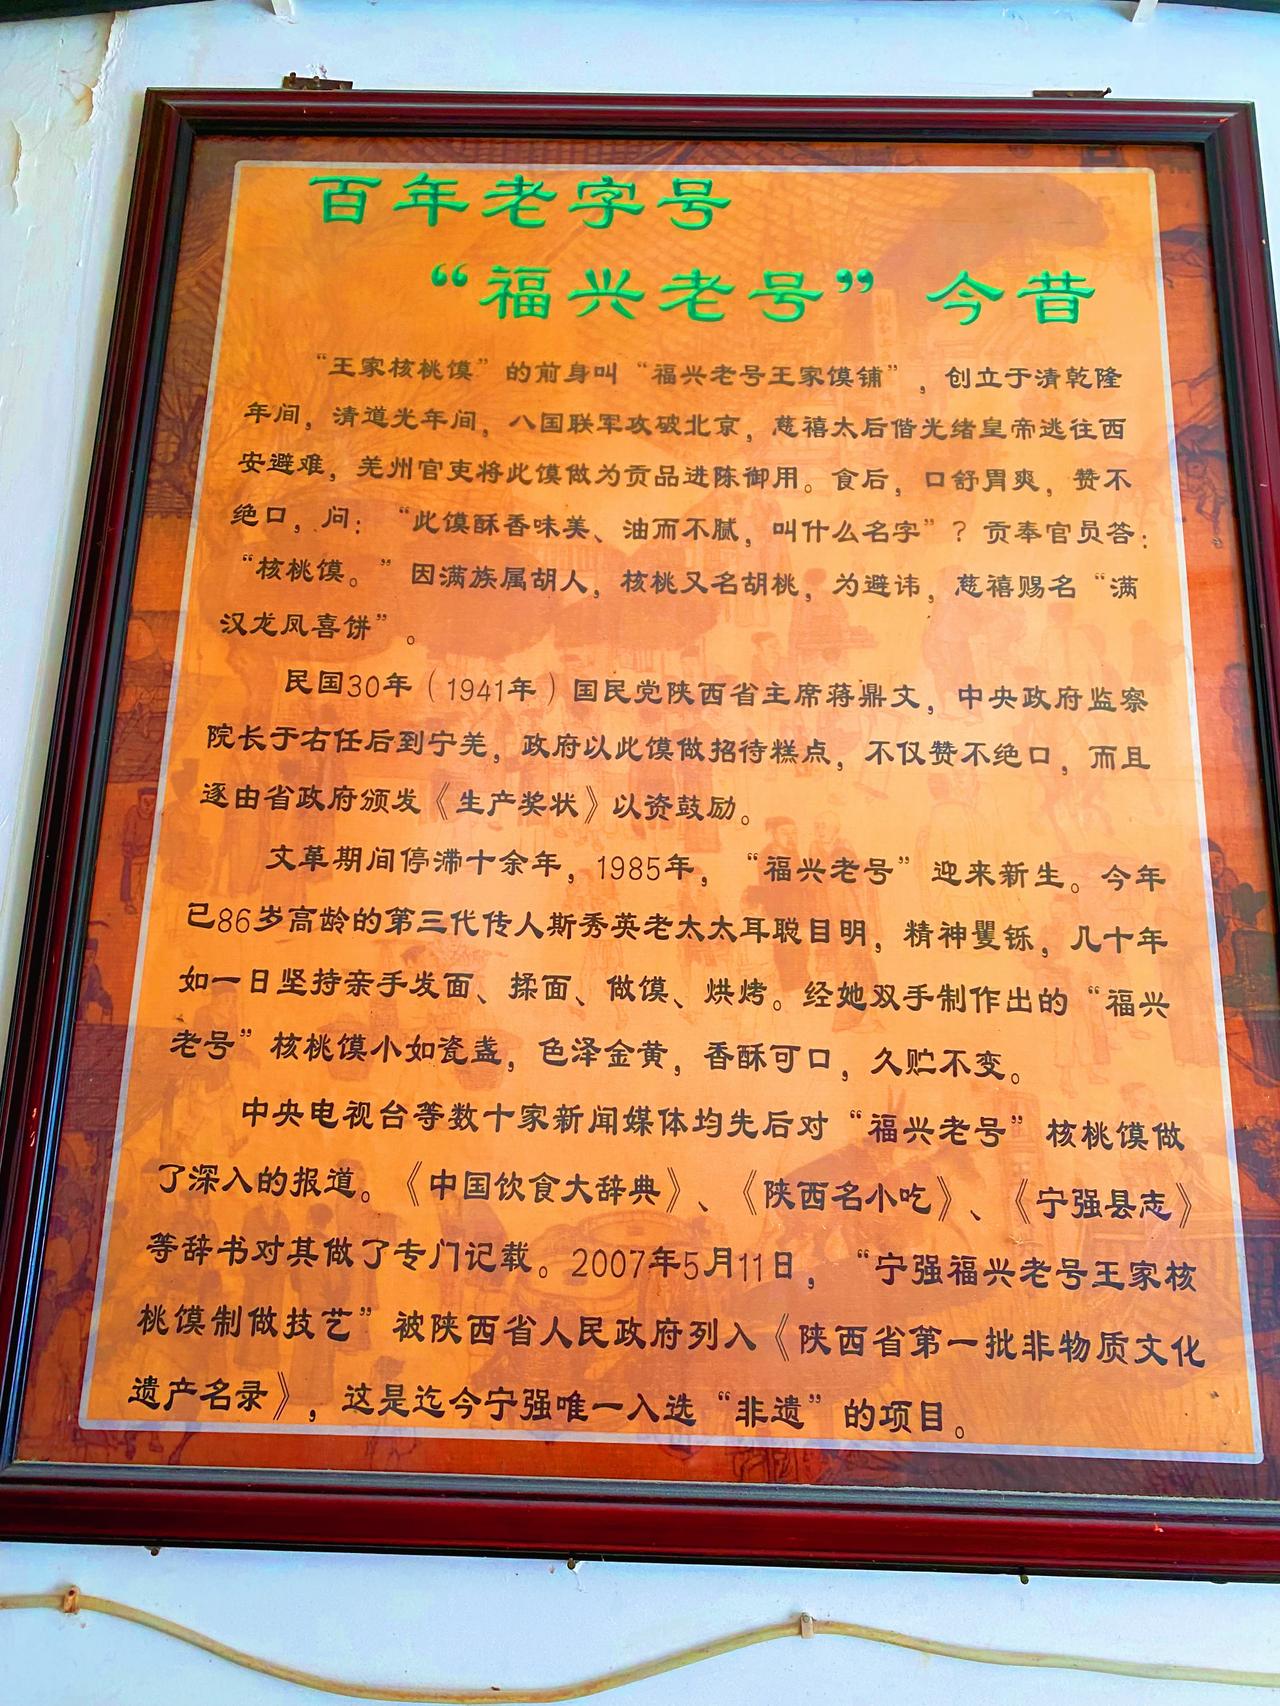 百年老字号
“福兴老号”今昔
“王家核桃馍”的前身叫“福兴老号王家馍铺”，创立于清乾隆
年间，清道光年间，八国联军攻破北京，慈禧太后偕光绪皇帝逃往西
安避难，羌州官吏将此馍做为贡品进陈御用。食后，口舒胃爽，赞不
绝口，问：“此馍酥香味美、油而不腻，叫什么名字”？贡奉官员答：
“核桃馍。”因满族属胡人，核桃又名胡桃，为避讳，慈禧赐名“满
汉龙凤喜饼”。
民国30年（1941年）国民党陕西省主席蒋鼎文，中央政府监察
院长于右任后到宁羌，政府以此馍做招待糕点，不仅赞不绝口，而且
逐由省政府颁发《生产奖状》以资鼓励。
文革期间停滞十余年，1985年，“福兴老号”迎来新生。今年
已86岁高龄的第三代传人斯秀英老太太耳聪目明，精神矍铄，几十年
如一日坚持亲手发面、揉面、做馍、烘烤。经她双手制作出的“福兴
老号”核桃馍小如瓷盏，色泽金黄，香酥可口，久贮不变。
中央电视台等数十家新闻媒体均先后对“福兴老号”核桃馍做
了深入的报道。《中国饮食大辞典》、《陕西名小吃》、《宁强县志》
等辞书对其做了专门记载。2007年5月11日，“宁强福兴老号王家核
桃馍制做技艺”被陕西省人民政府列入《陕西省第一批非物质文化
遗产名录》，这是迄今宁强唯一入选“非遗”的项目。